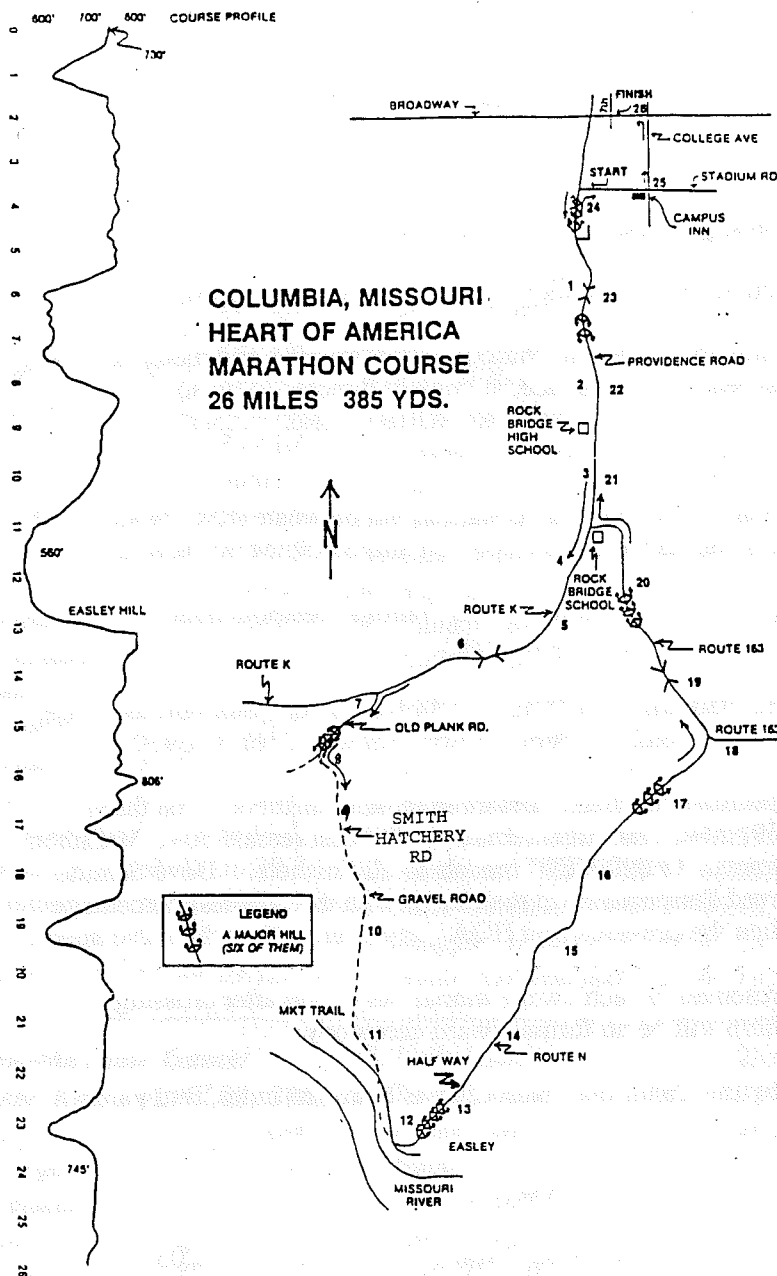 600' 700' 800' COURSE PROFILE
730'
0
1
2
3
4
5
6
7
8
9
10
11
12
13
14
15
16
17
18
19
20
21
22
23
24
25
26
560'
EASLEY HILL
806'
745'
COLUMBIA, MISSOURI
HEART OF AMERICA
MARATHON COURSE
26 MILES 385 YDS.
N
BROADWAY
7th
FINISH
26
COLLEGE AVE
START
25
STADIUM RD
24
CAMPUS
INN
1
23
PROVIDENCE ROAD
2
22
ROCK
BRIDGE
HIGH
SCHOOL
3
21
4
ROCK
BRIDGE
SCHOOL
20
ROUTE K
5
6
ROUTE 163
19
ROUTE K
7
OLD PLANK RD.
8
ROUTE 163
18
9
17
SMITH
HATCHERY
RD
16
GRAVEL ROAD
10
15
LEGEND
A MAJOR HILL
(SIX OF THEM)
MKT TRAIL
11
14
ROUTE N
HALF WAY
13
12
EASLEY
MISSOURI
RIVER